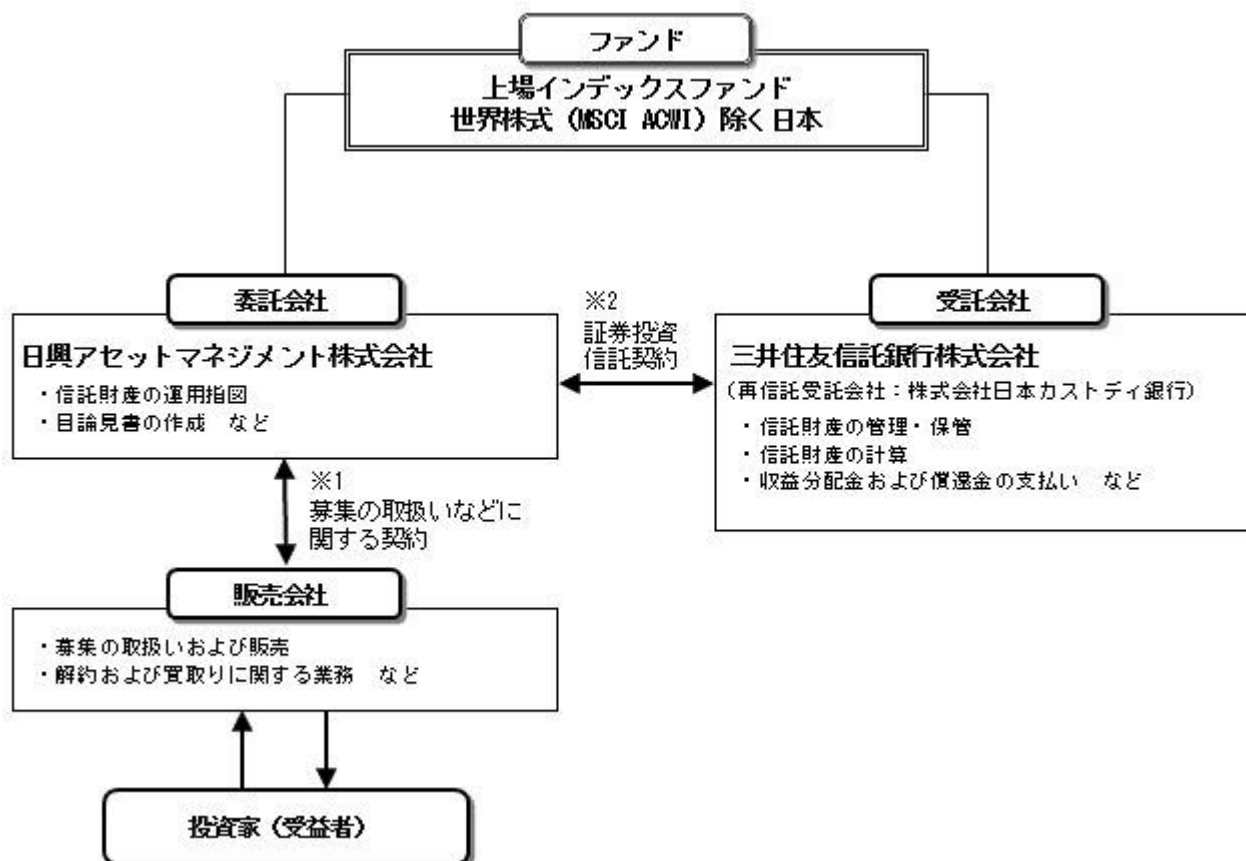 ファンド
上場インデックスファンド
世界株式（MSCI ACWI）除く日本
委託会社
日興アセットマネジメント株式会社
・信託財産の運用指図
・目論見書の作成　など
※2
証券投資
信託契約
受託会社
三井住友信託銀行株式会社
（再信託受託会社：株式会社日本カストディ銀行）
・信託財産の管理・保管
・信託財産の計算
・収益分配金および償還金の支払い　など
※1
募集の取扱いなどに
関する契約
販売会社
・募集の取扱いおよび販売
・解約および買取りに関する業務　など
投資家（受益者）